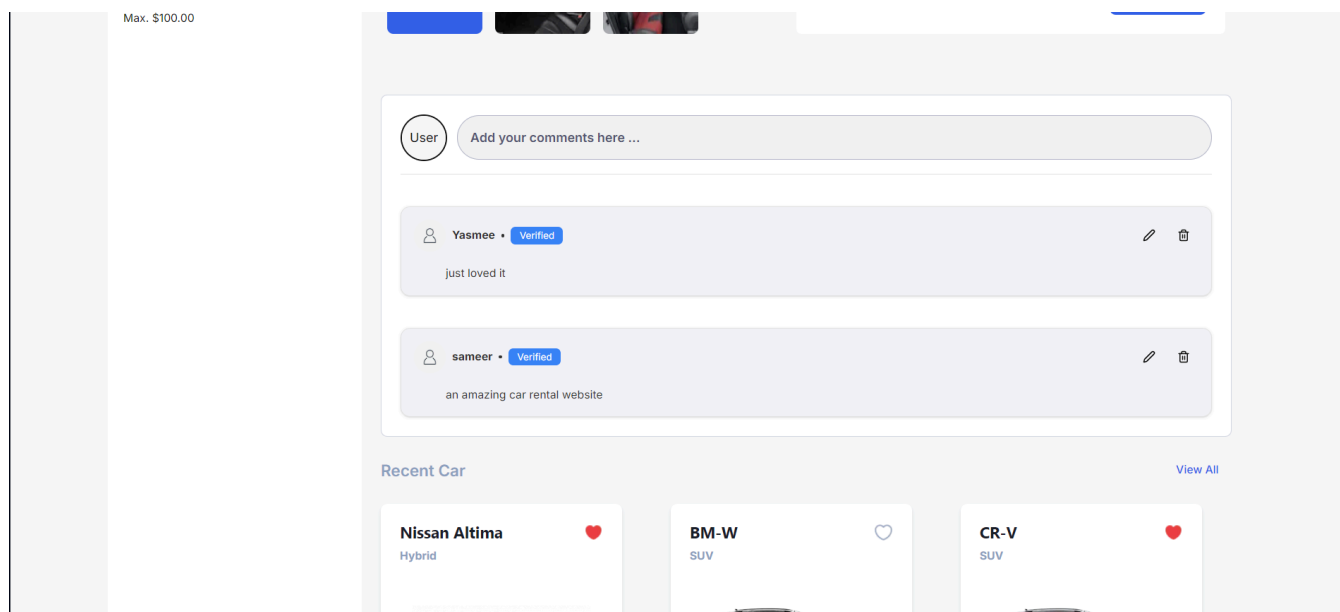 Max. $100.00
User
Add your comments here ...
Yasmee • Verified
just loved it
sameer • Verified
an amazing car rental website
Recent Car
View All
Nissan Altima
Hybrid
BM-W
SUV
CR-V
SUV